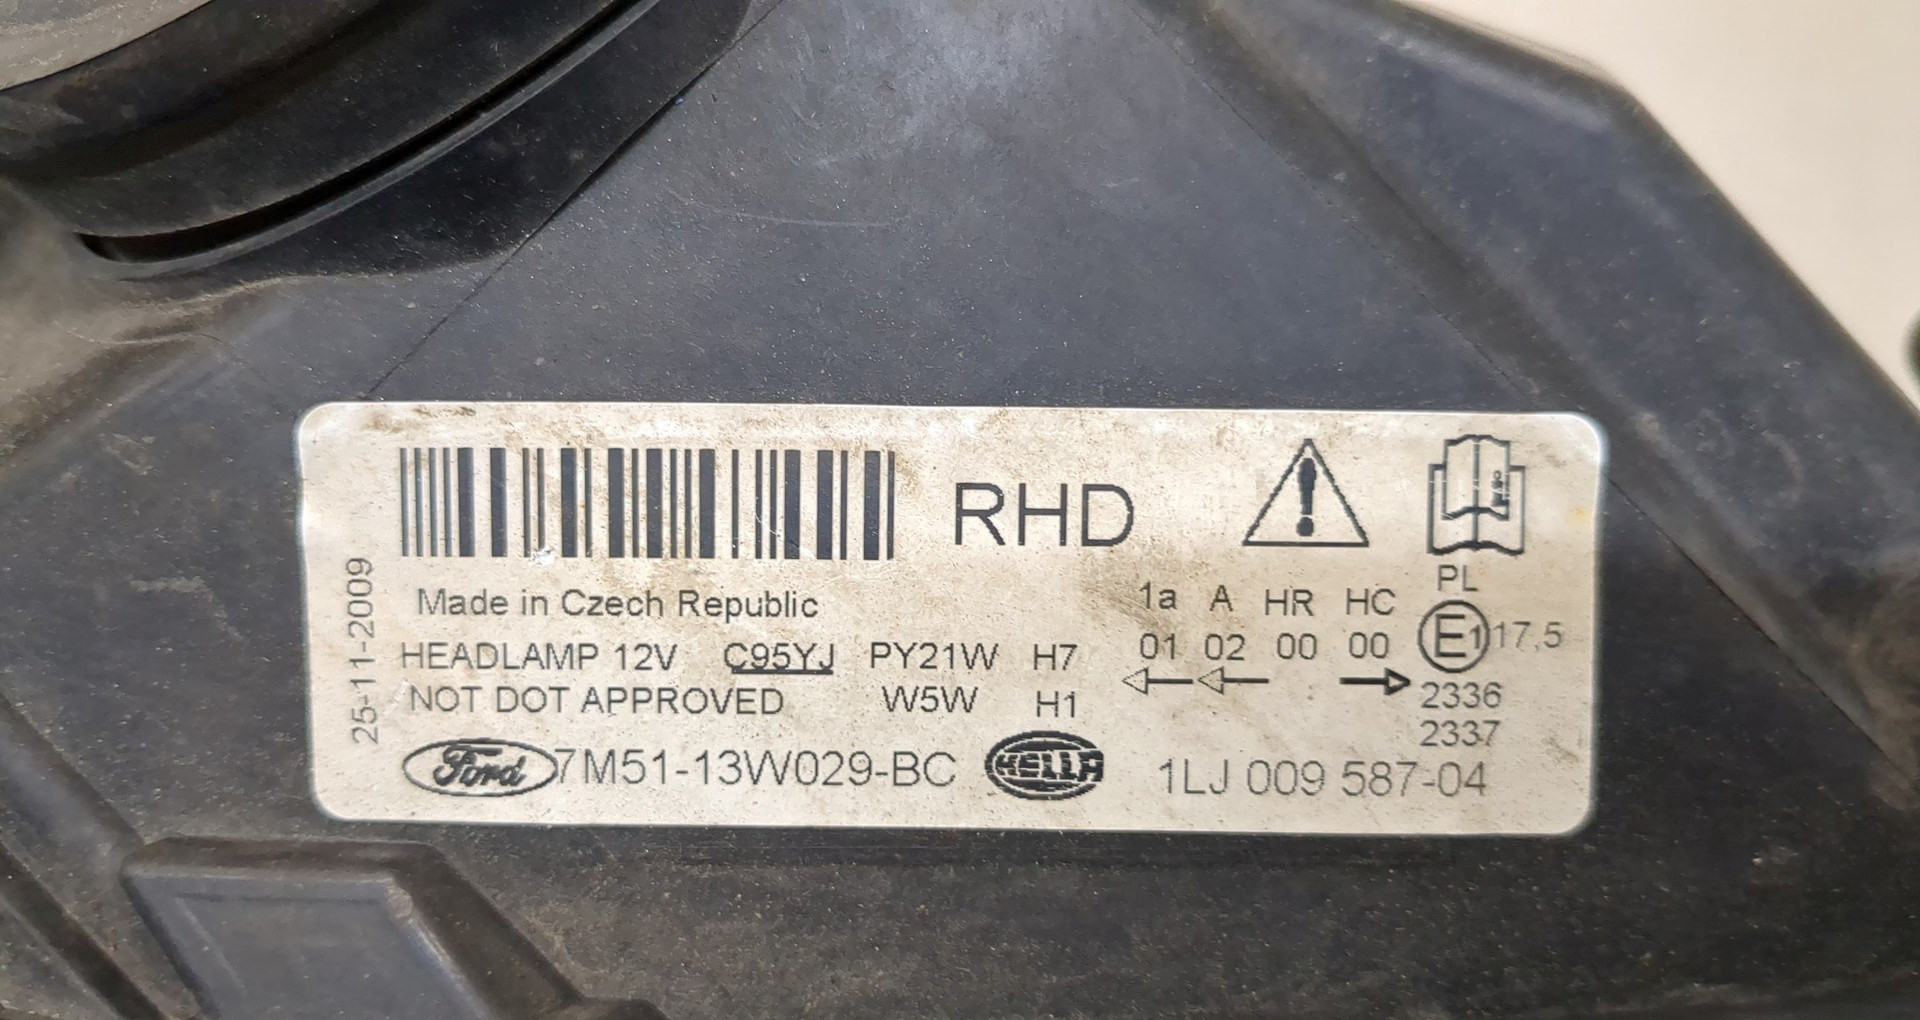 RHD
25-11-2009
Made in Czech Republic
1a A HR HC PL
HEADLAMP 12V C95YJ PY21W H7 01 02 00 00 E1 17,5
NOT DOT APPROVED W5W H1 2336
2337
Ford 7M51-13W029-BC HELLA 1LJ 009 587-04